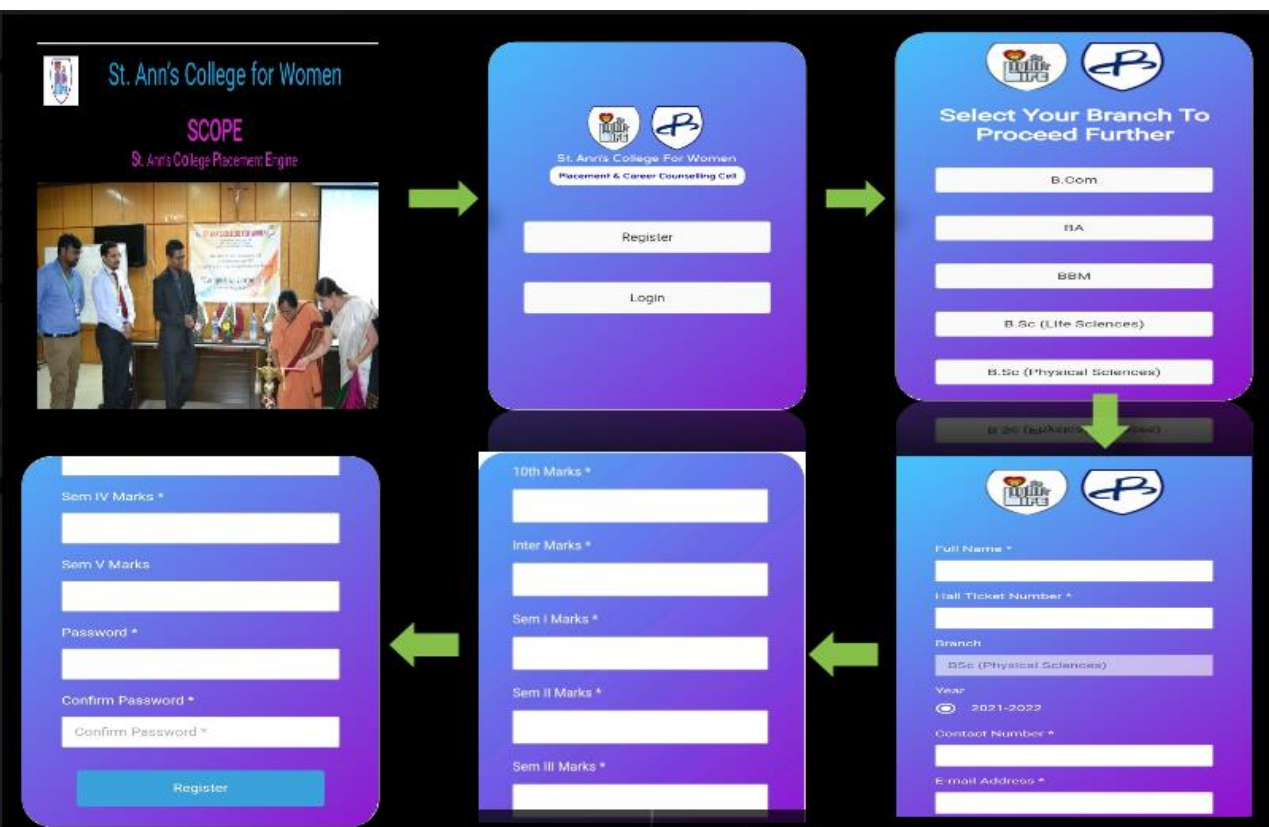 St. Ann's College for Women
SCOPE
St. Ann's College Placement Engine
St. Ann's College For Women
Placement & Career Counselling Cell
Register
Login
Select Your Branch To
Proceed Further
B.Com
BA
BBM
B.Sc (Life Sciences)
B.Sc (Physical Sciences)
Full Name *
Hall Ticket Number *
Branch
BSc (Physical Sciences)
Year
2021-2022
Contact Number *
E-mail Address *
10th Marks *
Inter Marks *
Sem I Marks *
Sem II Marks *
Sem III Marks *
Sem IV Marks *
Sem V Marks
Password *
Confirm Password *
Confirm Password *
Register